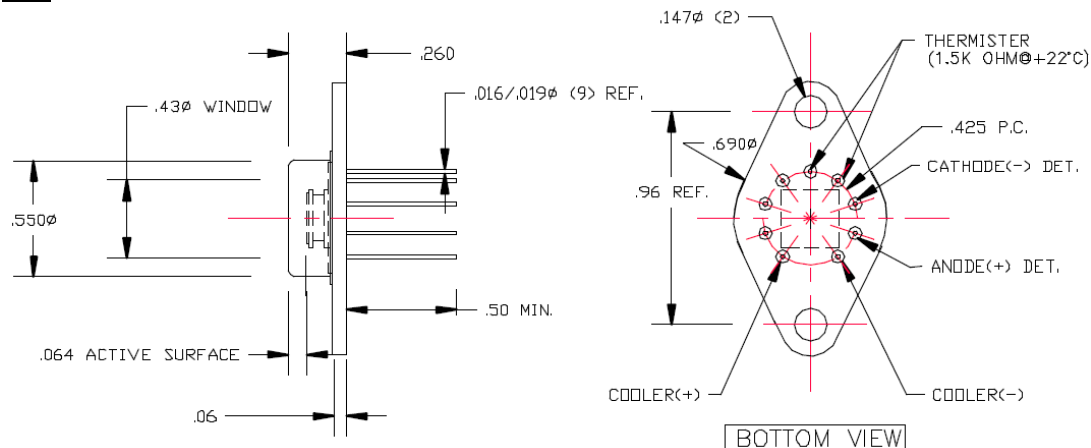 .260
.43ø WINDOW
.016/.019ø (9) REF.
.550ø
.50 MIN.
.064 ACTIVE SURFACE
.06
.147ø (2)
THERMISTER
(1.5K OHM@+22°C)
.690ø
.425 P.C.
CATHODE(-) DET.
.96 REF.
ANODE(+) DET.
COOLER(+)
COOLER(-)
BOTTOM VIEW